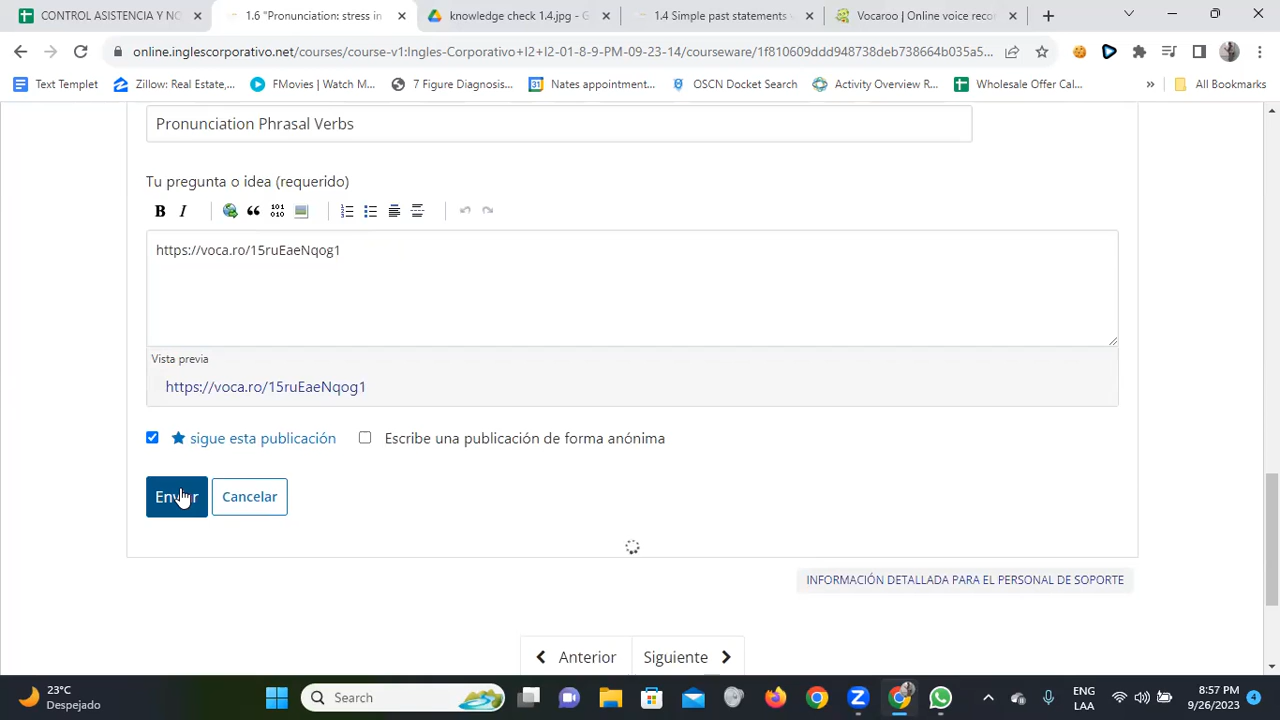 CONTROL ASISTENCIA Y NO
1.6 "Pronunciation: stress in
knowledge check 1.4.jpg - G
1.4 Simple past statements
Vocaroo | Online voice reco
online.inglescorporativo.net/courses/course-v1:Ingles-Corporativo+I2+I2-01-8-9-PM-09-23-14/courseware/1f810609ddd948738deb738664b035a5...
Text Templet
Zillow: Real Estate,...
FMovies | Watch M...
7 Figure Diagnosis...
Nates appointment...
OSCN Docket Search
Activity Overview R...
Wholesale Offer Cal...
»
All Bookmarks
Pronunciation Phrasal Verbs
Tu pregunta o idea (requerido)
https://voca.ro/15ruEaeNqog1
Vista previa
https://voca.ro/15ruEaeNqog1
sigue esta publicación
Escribe una publicación de forma anónima
Cancelar
INFORMACIÓN DETALLADA PARA EL PERSONAL DE SOPORTE
Anterior
Siguiente
23°C
Despejado
Search
ENG
LAA
8:57 PM
9/26/2023
4